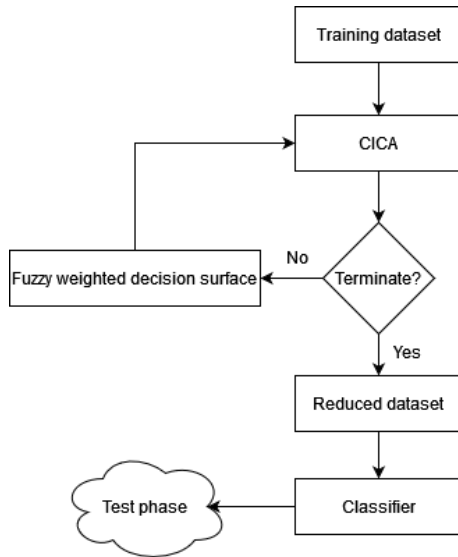 Training dataset
CICA
No
Terminate?
Fuzzy weighted decision surface
Yes
Reduced dataset
Classifier
Test phase